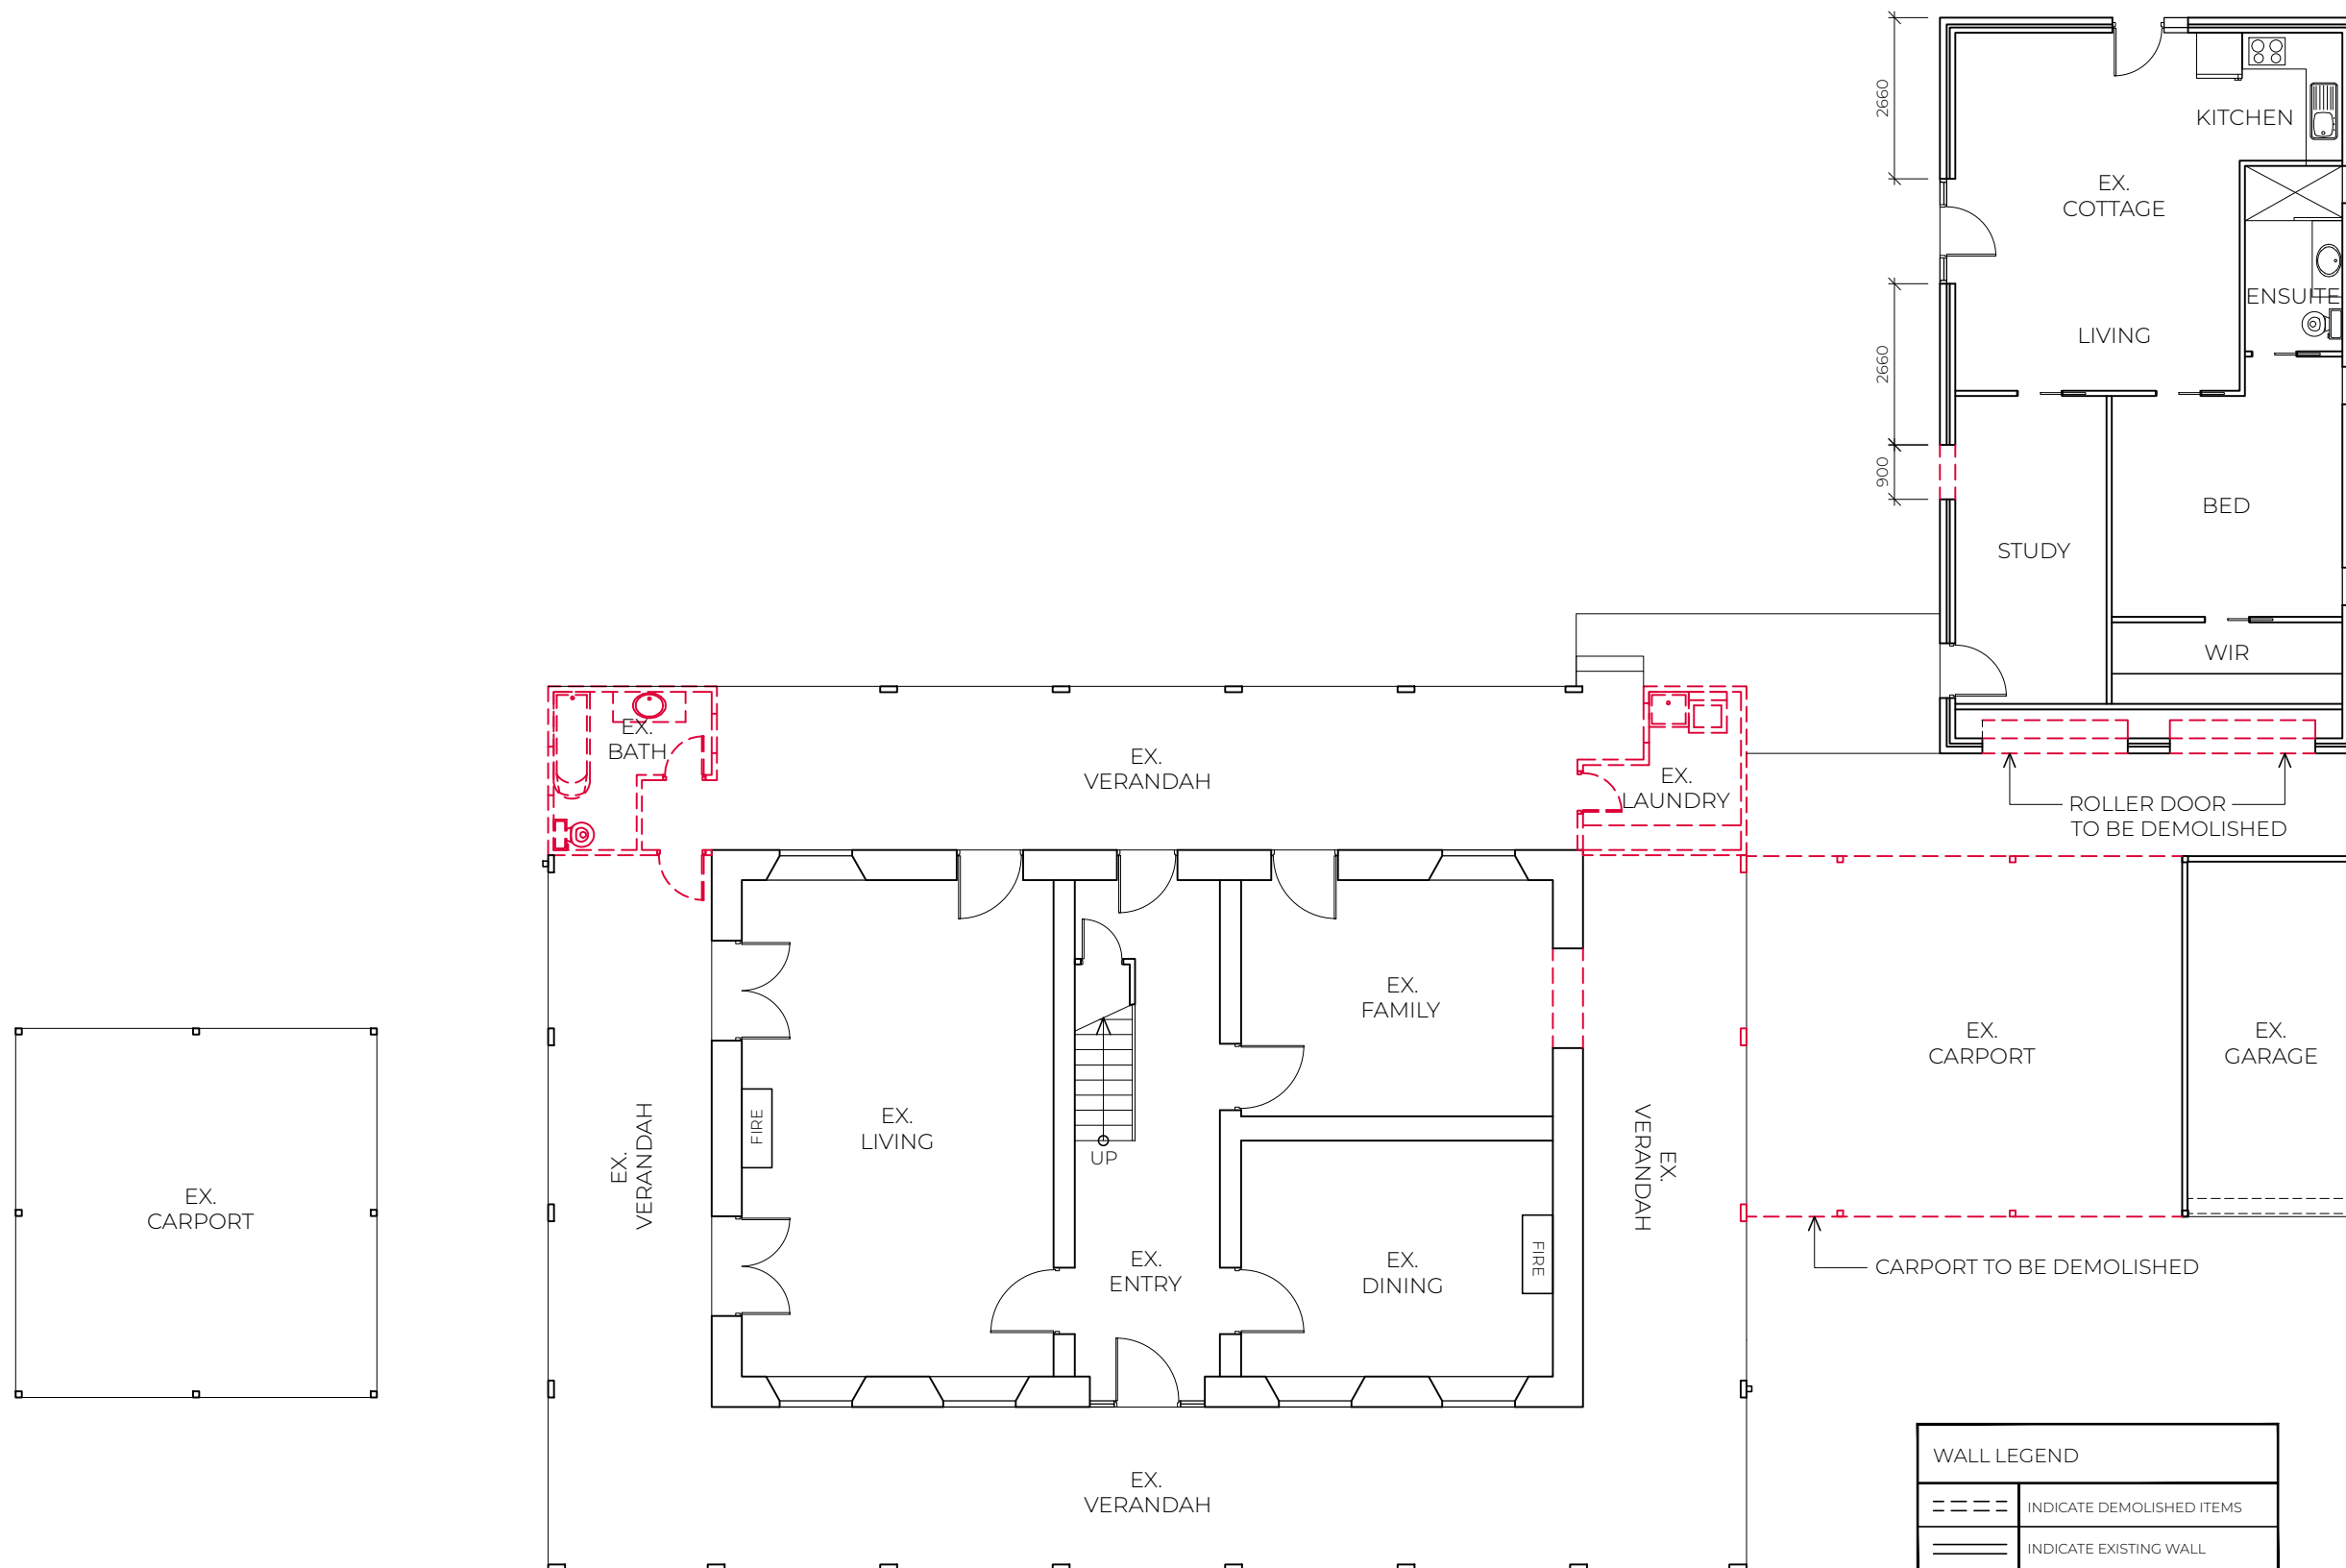 2660
KITCHEN
EX.
COTTAGE
ENSUITE
LIVING
2660
900
BED
STUDY
WIR
EX.
BATH
EX.
VERANDAH
EX.
LAUNDRY
ROLLER DOOR
TO BE DEMOLISHED
EX.
FAMILY
EX.
CARPORT
EX.
GARAGE
EX.
VERANDAH
FIRE
EX.
LIVING
UP
EX.
VERANDAH
EX.
CARPORT
EX.
ENTRY
EX.
DINING
FIRE
CARPORT TO BE DEMOLISHED
EX.
VERANDAH
WALL LEGEND
INDICATE DEMOLISHED ITEMS
INDICATE EXISTING WALL